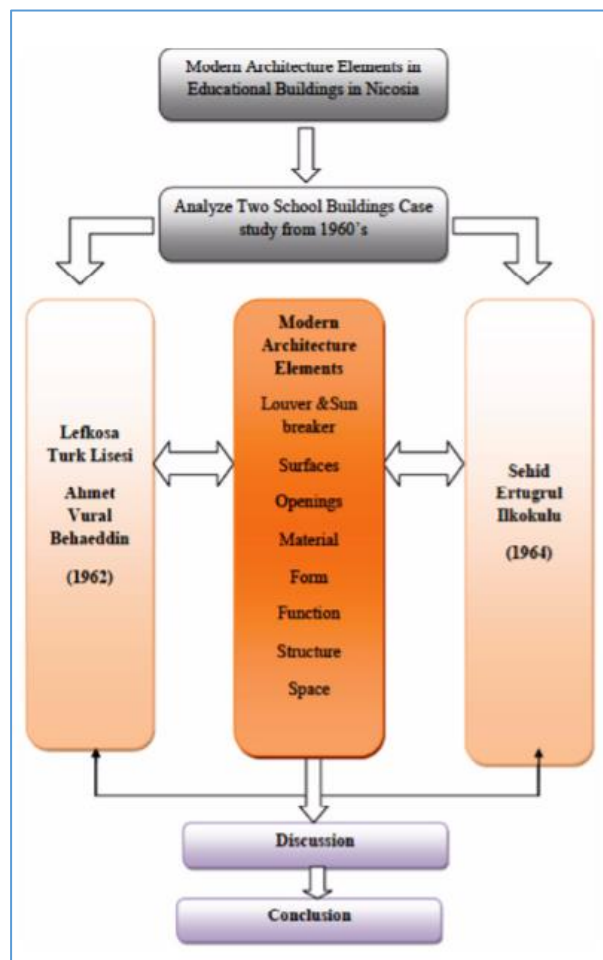 Modern Architecture Elements in
Educational Buildings in Nicosia
Analyze Two School Buildings Case
study from 1960`s
Lefkosa
Turk Lisesi
Ahmet
Vural
Behaeddin
(1962)
Modern
Architecture
Elements
Louver &Sun
breaker
Surfaces
Openings
Material
Form
Function
Structure
Space
Sehid
Ertugrul
Ilkokulu
(1964)
Discussion
Conclusion